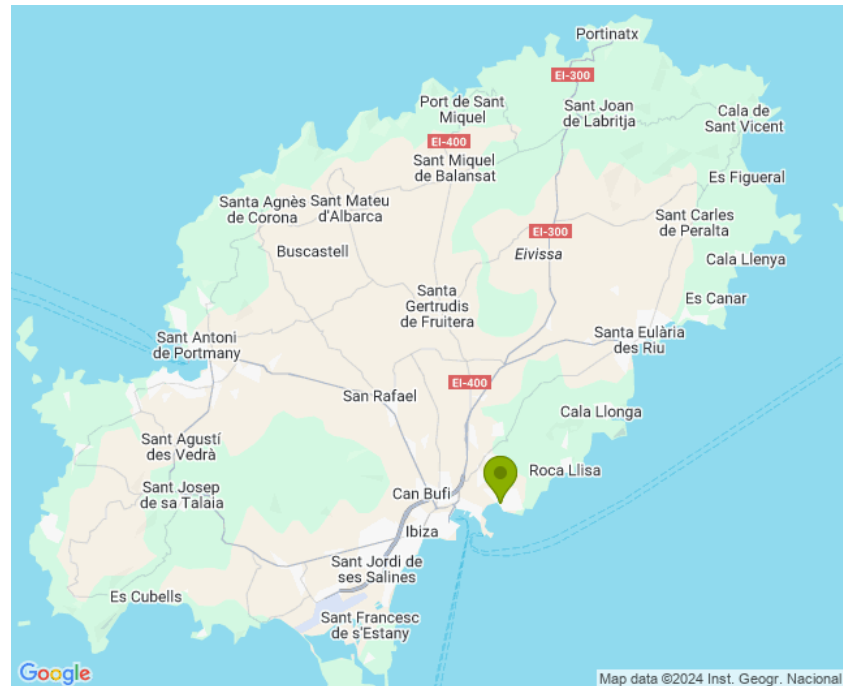 Portinatx
EI-300
Port de Sant
Miquel
Sant Joan
de Labritja
Cala de
Sant Vicent
EI-400
Sant Miquel
de Balansat
Es Figueral
Santa Agnès
de Corona
Sant Mateu
d'Albarca
Sant Carles
de Peralta
EI-300
Buscastell
Eivissa
Cala Llenya
Santa
Gertrudis
de Fruitera
Es Canar
Sant Antoni
de Portmany
Santa Eulària
des Riu
EI-400
San Rafael
Cala Llonga
Sant Agustí
des Vedrà
Roca Llisa
Sant Josep
de sa Talaia
Can Bufi
Ibiza
Sant Jordi de
ses Salines
Es Cubells
Sant Francesc
de s'Estany
Google
Map data ©2024 Inst. Geogr. Nacional